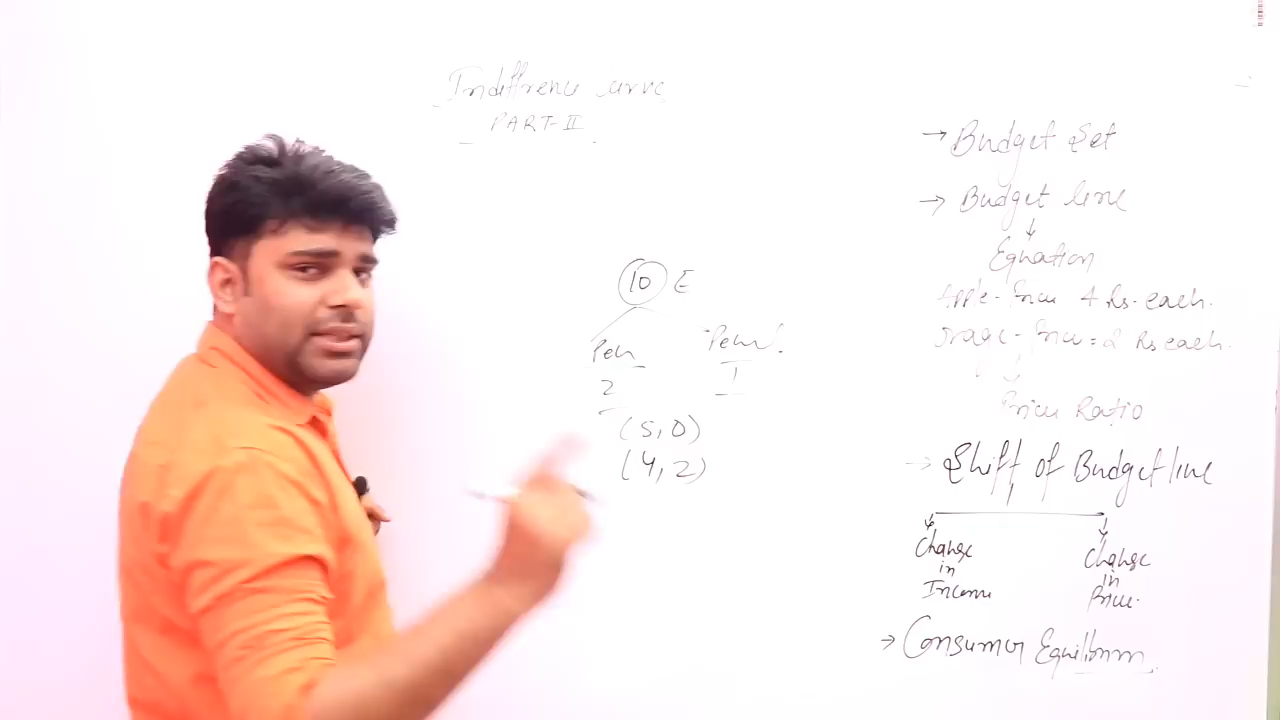 Indiffrence curve
PART-II
10 E
Pen Pencil
2 1
(5,0)
(4,2)
→ Budget Set
→ Budget line
Equation
Apple - Price 4 Rs. each.
orage - Price = 2 Rs each.
Price Ratio
→ Shift of Budget line
Change in Income
Change in Price.
→ Consumer Equilibrium.